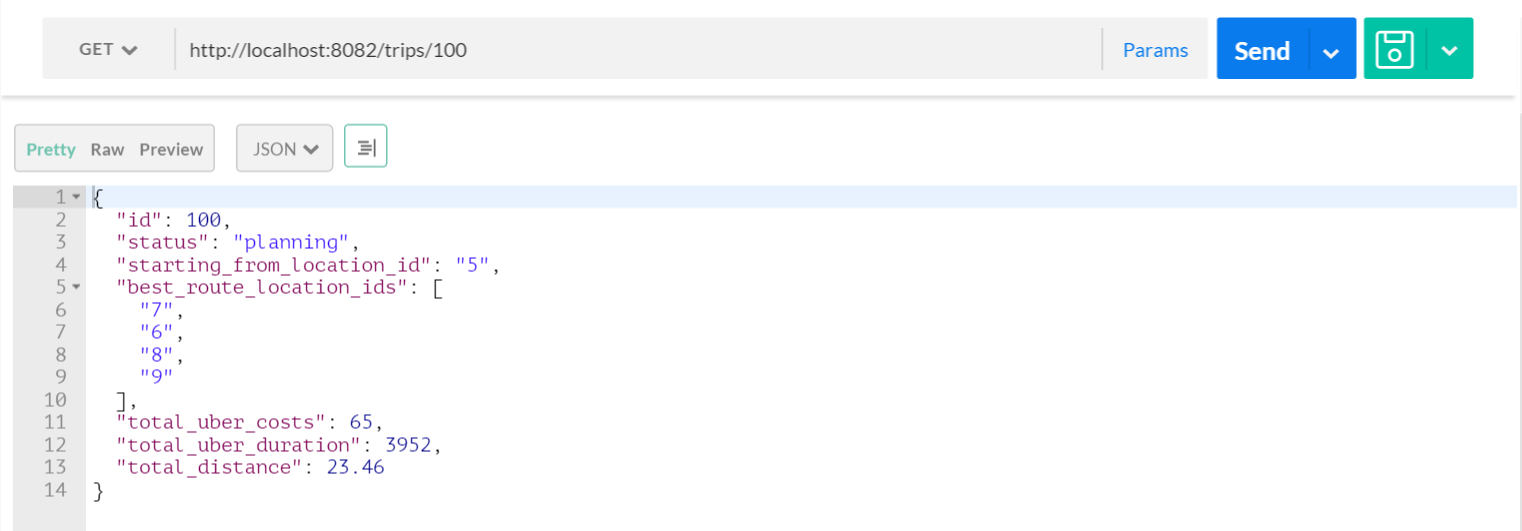 GET http://localhost:8082/trips/100 Params Send
Pretty Raw Preview JSON
1 {
2 "id": 100,
3 "status": "planning",
4 "starting_from_location_id": "5",
5 "best_route_location_ids": [
6 "7",
7 "6",
8 "8",
9 "9"
10 ],
11 "total_uber_costs": 65,
12 "total_uber_duration": 3952,
13 "total_distance": 23.46
14 }